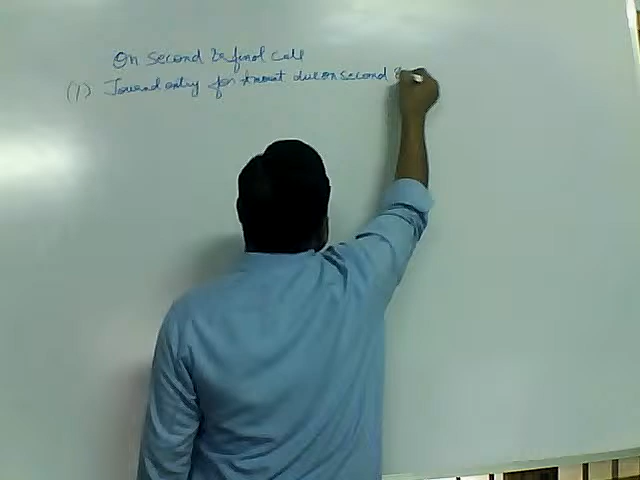 On second & final call
(1) Journal entry for Amount due on second &